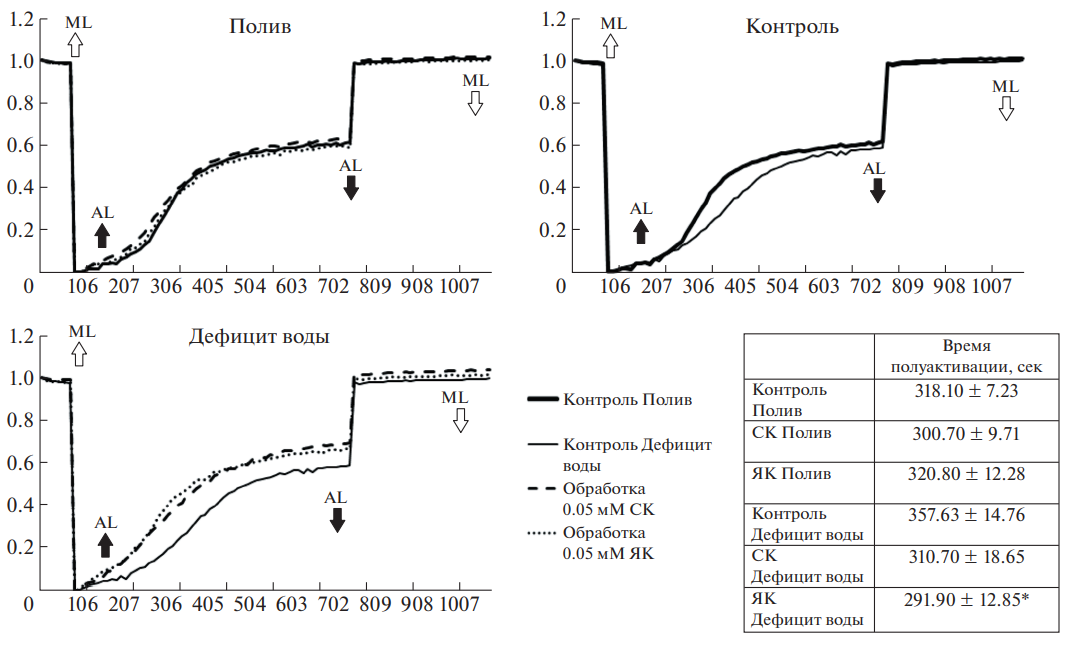 Полив
1.2
1.0
0.8
0.6
0.4
0.2
0
ML
AL
AL
ML
106 207 306 405 504 603 702 809 908 1007
Контроль
1.2
1.0
0.8
0.6
0.4
0.2
0
ML
AL
AL
ML
106 207 306 405 504 603 702 809 908 1007
Дефицит воды
1.2
1.0
0.8
0.6
0.4
0.2
0
ML
AL
AL
ML
106 207 306 405 504 603 702 809 908 1007
Контроль Полив
Контроль Дефицит
воды
Обработка
0.05 мМ СК
Обработка
0.05 мМ ЯК
Время
полуактивации, сек
Контроль
Полив
318.10 ± 7.23
СК Полив
300.70 ± 9.71
ЯК Полив
320.80 ± 12.28
Контроль
Дефицит воды
357.63 ± 14.76
СК
Дефицит воды
310.70 ± 18.65
ЯК
Дефицит воды
291.90 ± 12.85*